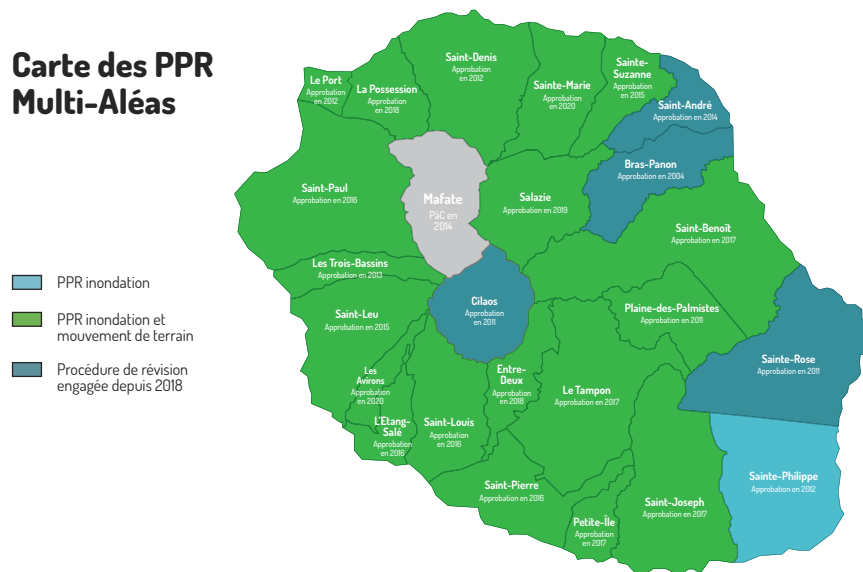 Carte des PPR
Multi-Aléas
PPR inondation
PPR inondation et
mouvement de terrain
Procédure de révision
engagée depuis 2018
Le Port
Approbation
en 2012
La Possession
Approbation
en 2018
Saint-Denis
Approbation
en 2012
Sainte-Marie
Approbation
en 2020
Sainte-
Suzanne
Approbation
en 2015
Saint-André
Approbation en 2014
Bras-Panon
Approbation en 2004
Saint-Paul
Approbation en 2016
Mafate
PàC en
2014
Salazie
Approbation en 2019
Saint-Benoît
Approbation en 2017
Les Trois-Bassins
Approbation en 2013
Cilaos
Approbation
en 2011
Saint-Leu
Approbation en 2015
Plaine-des-Palmistes
Approbation en 2011
Sainte-Rose
Approbation en 2011
Les
Avirons
Approbation
en 2020
Entre-
Deux
Approbation
en 2018
Le Tampon
Approbation en 2017
L'Etang-
Salé
Approbation
en 2016
Saint-Louis
Approbation
en 2016
Saint-Pierre
Approbation en 2016
Petite-Île
Approbation
en 2017
Saint-Joseph
Approbation en 2017
Sainte-Philippe
Approbation en 2012